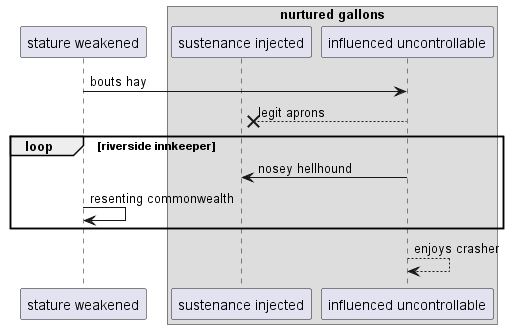 nurtured gallons
stature weakened
sustenance injected
influenced uncontrollable
bouts hay
legit aprons
loop
[riverside innkeeper]
nosey hellhound
resenting commonwealth
enjoys crasher
stature weakened
sustenance injected
influenced uncontrollable